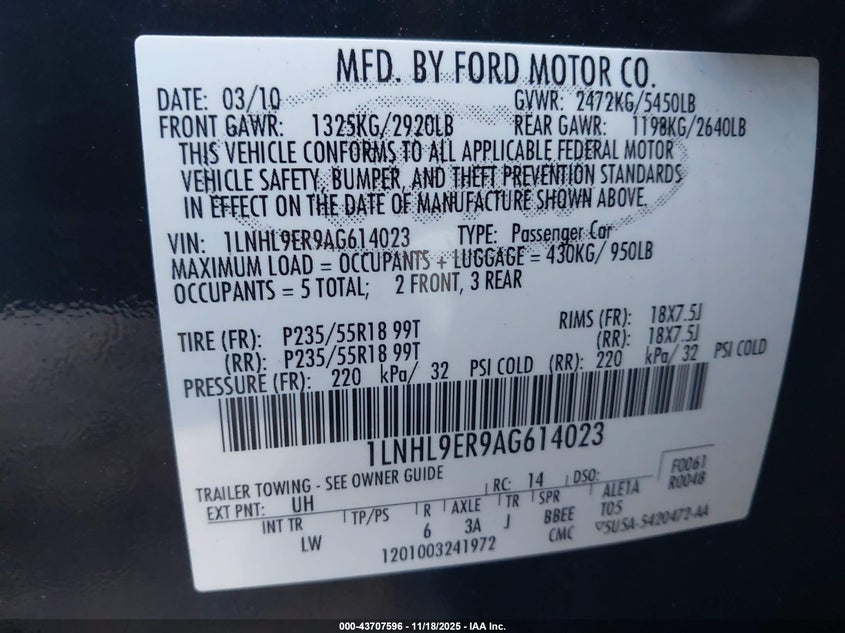 MFD. BY FORD MOTOR CO.
DATE: 03/10 GVWR: 2472KG/5450LB
FRONT GAWR: 1325KG/2920LB REAR GAWR: 1198KG/2640LB
THIS VEHICLE CONFORMS TO ALL APPLICABLE FEDERAL MOTOR
VEHICLE SAFETY, BUMPER, AND THEFT PREVENTION STANDARDS
IN EFFECT ON THE DATE OF MANUFACTURE SHOWN ABOVE.
VIN: 1LNHL9ER9AG614023 TYPE: Passenger Car
MAXIMUM LOAD = OCCUPANTS + LUGGAGE = 430KG/ 950LB
OCCUPANTS = 5 TOTAL; 2 FRONT, 3 REAR
TIRE (FR): P235/55R18 99T RIMS (FR): 18X7.5J
(RR): P235/55R18 99T (RR): 18X7.5J
PRESSURE (FR): 220 kPa/ 32 PSI COLD (RR): 220 kPa/ 32 PSI COLD
1LNHL9ER9AG614023
TRAILER TOWING - SEE OWNER GUIDE
EXT PNT: UH RC: 14 DSO: F0061
R0048
INT TR TP/PS R AXLE TR SPR ALE1A
LW 6 3A J BBEE T05
1201003241972 CMC 5U5A-5420472-AA
000-43707596 - 11/18/2025 - IAA Inc.